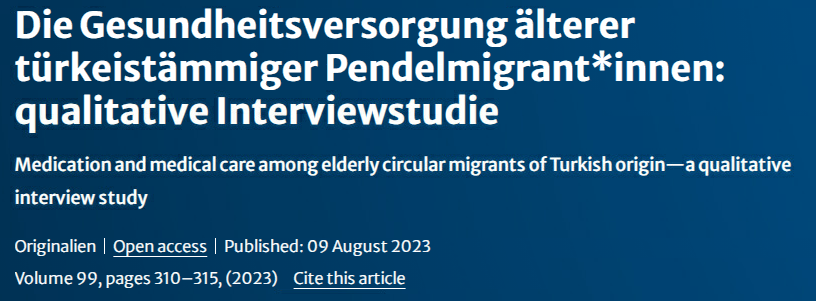 Die Gesundheitsversorgung älterer
türkeistämmiger Pendelmigrant*innen:
qualitative Interviewstudie
Medication and medical care among elderly circular migrants of Turkish origin—a qualitative
interview study
Originalien | Open access | Published: 09 August 2023
Volume 99, pages 310–315, (2023) Cite this article